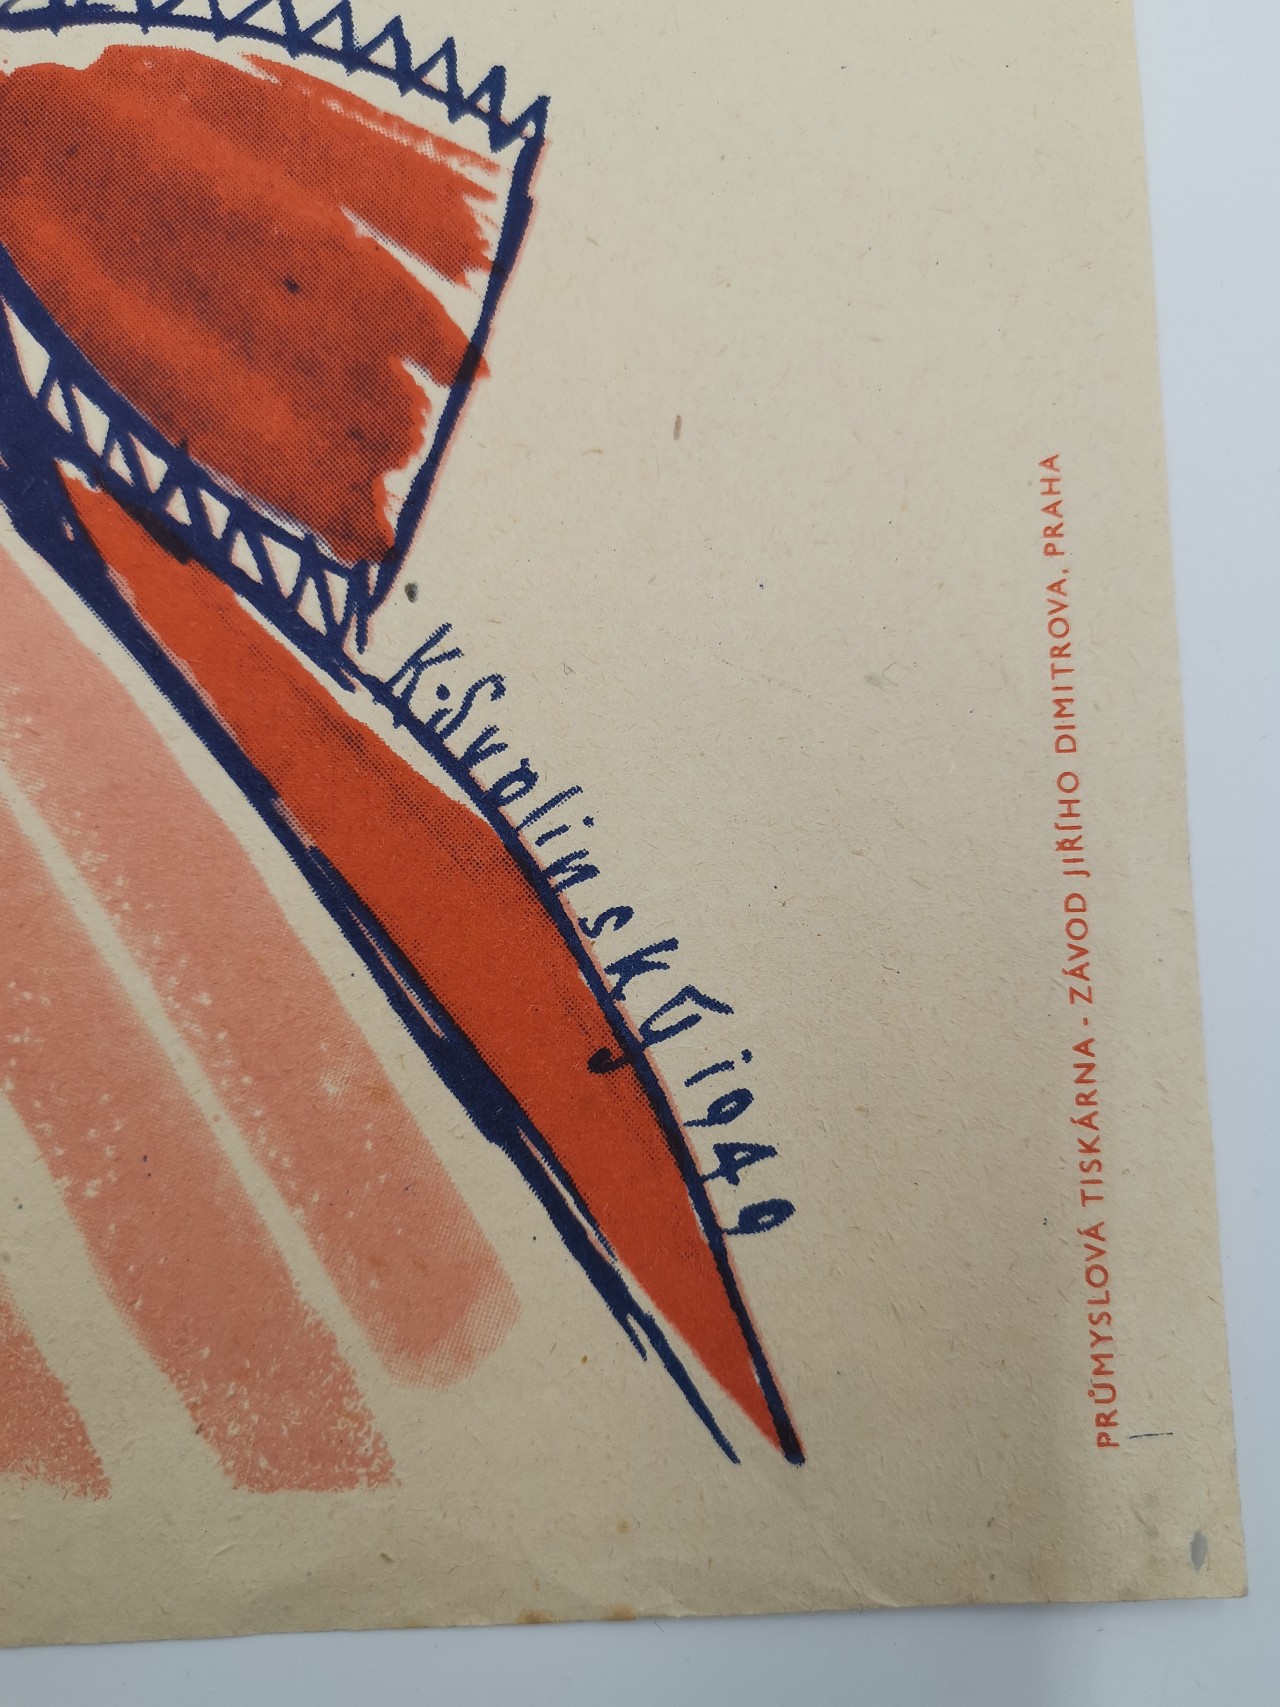 K. Svolinský 1949
PRŮMYSLOVÁ TISKÁRNA - ZÁVOD JIŘÍHO DIMITROVA, PRAHA